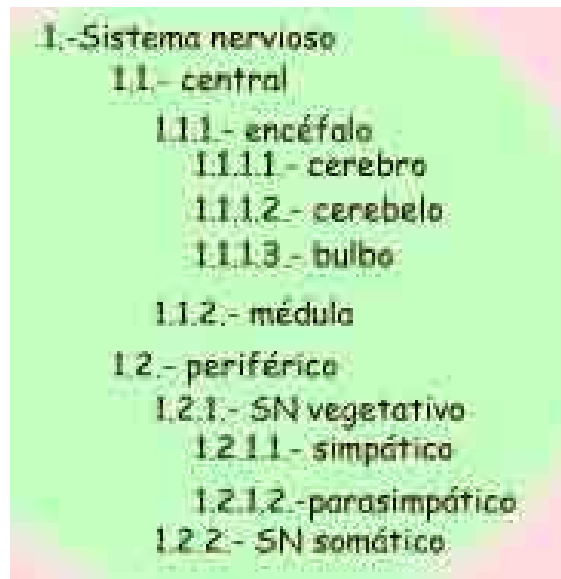 1.-Sistema nervioso
1.1.- central
1.1.1.- encéfalo
1.1.1.1.- cerebro
1.1.1.2.- cerebelo
1.1.1.3.- bulbo
1.1.2.- médula
1.2.- periférico
1.2.1.- SN vegetativo
1.2.1.1.- simpático
1.2.1.2.-parasimpático
1.2.2.- SN somático